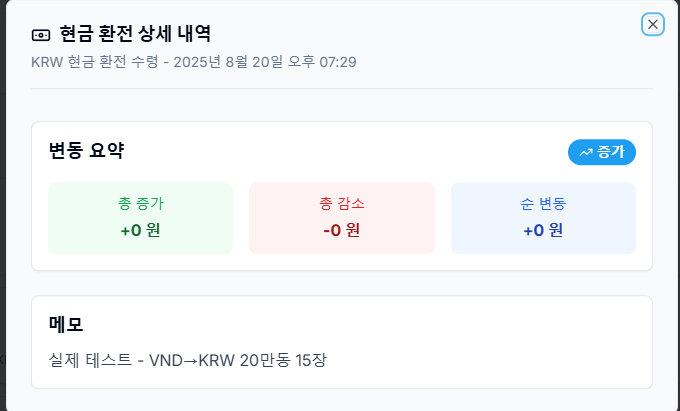 현금 환전 상세 내역
KRW 현금 환전 수령 - 2025년 8월 20일 오후 07:29
변동 요약
증가
총 증가
+0 원
총 감소
-0 원
순 변동
+0 원
메모
실제 테스트 - VND→KRW 20만동 15장